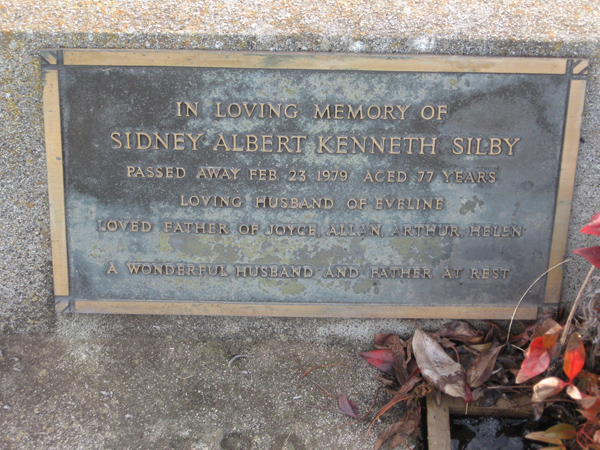 IN LOVING MEMORY OF
SIDNEY ALBERT KENNETH SILBY
PASSED AWAY FEB. 23 1979 AGED 77 YEARS
LOVING HUSBAND OF EVELINE
LOVED FATHER OF JOYCE, ALLAN, ARTHUR, HELEN
A WONDERFUL HUSBAND AND FATHER AT REST